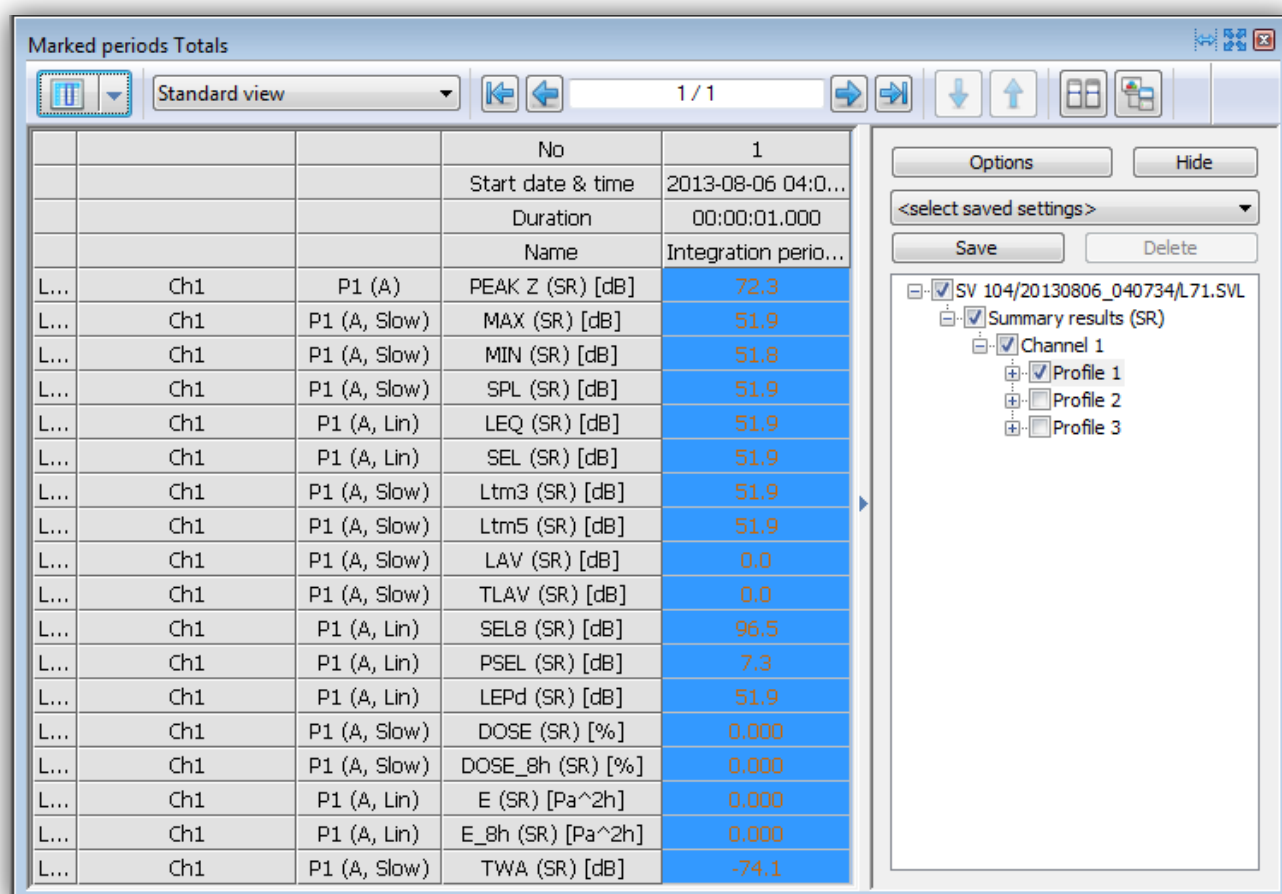 Marked periods Totals
Standard view 1 / 1
No 1
Start date & time 2013-08-06 04:0...
Duration 00:00:01.000
Name Integration perio...
L... Ch1 P1 (A) PEAK Z (SR) [dB] 72.3
L... Ch1 P1 (A, Slow) MAX (SR) [dB] 51.9
L... Ch1 P1 (A, Slow) MIN (SR) [dB] 51.8
L... Ch1 P1 (A, Slow) SPL (SR) [dB] 51.9
L... Ch1 P1 (A, Lin) LEQ (SR) [dB] 51.9
L... Ch1 P1 (A, Lin) SEL (SR) [dB] 51.9
L... Ch1 P1 (A, Slow) Ltm3 (SR) [dB] 51.9
L... Ch1 P1 (A, Slow) Ltm5 (SR) [dB] 51.9
L... Ch1 P1 (A, Slow) LAV (SR) [dB] 0.0
L... Ch1 P1 (A, Slow) TLAV (SR) [dB] 0.0
L... Ch1 P1 (A, Lin) SEL8 (SR) [dB] 96.5
L... Ch1 P1 (A, Lin) PSEL (SR) [dB] 7.3
L... Ch1 P1 (A, Lin) LEPd (SR) [dB] 51.9
L... Ch1 P1 (A, Slow) DOSE (SR) [%] 0.000
L... Ch1 P1 (A, Slow) DOSE_8h (SR) [%] 0.000
L... Ch1 P1 (A, Lin) E (SR) [Pa^2h] 0.000
L... Ch1 P1 (A, Lin) E_8h (SR) [Pa^2h] 0.000
L... Ch1 P1 (A, Slow) TWA (SR) [dB] -74.1
Options Hide
<select saved settings>
Save Delete
SV 104/20130806_040734/L71.SVL
Summary results (SR)
Channel 1
Profile 1
Profile 2
Profile 3